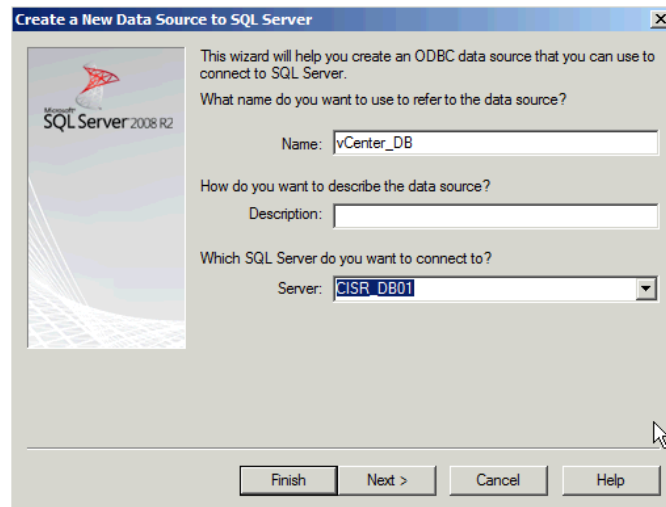 Create a New Data Source to SQL Server
This wizard will help you create an ODBC data source that you can use to
connect to SQL Server.
What name do you want to use to refer to the data source?
Microsoft
SQL Server 2008 R2
Name: vCenter_DB
How do you want to describe the data source?
Description:
Which SQL Server do you want to connect to?
Server: CISR_DB01
Finish Next > Cancel Help